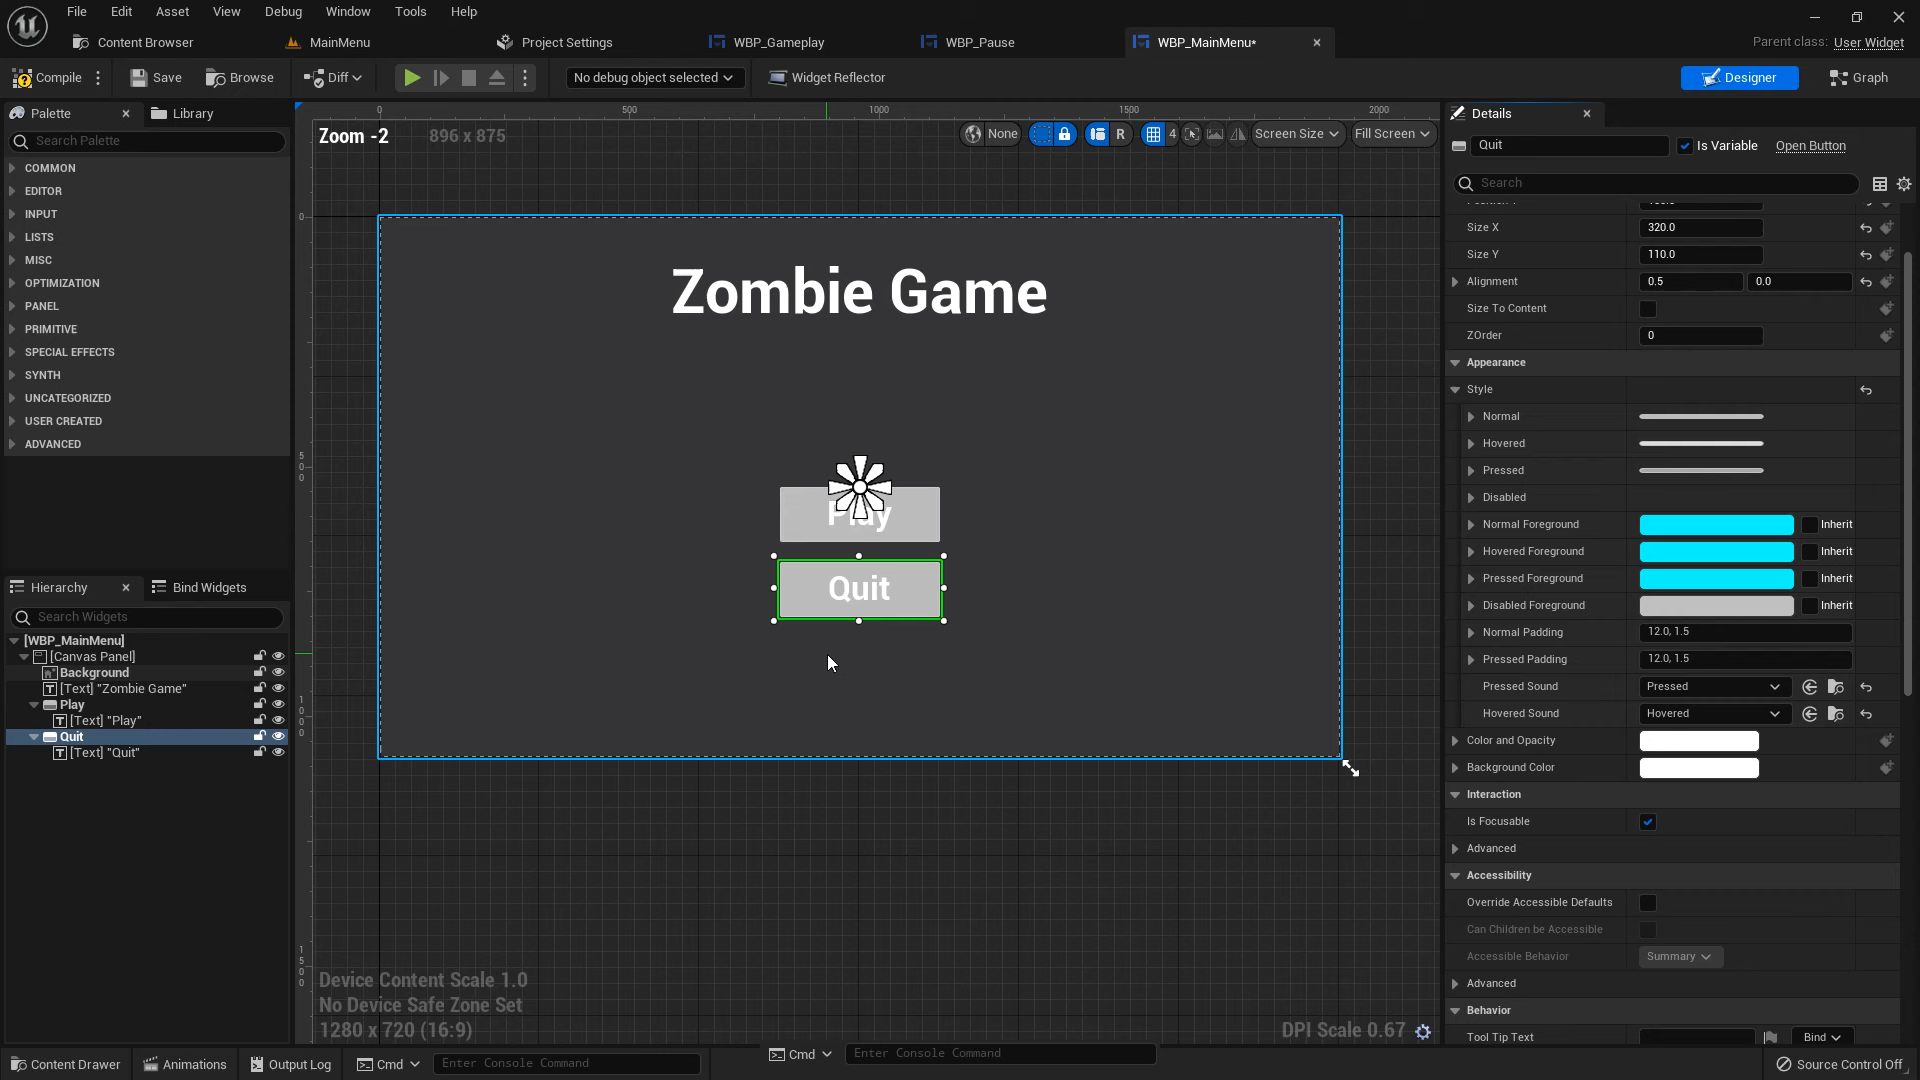 File Edit Asset View Debug Window Tools Help
Content Browser MainMenu Project Settings WBP_Gameplay WBP_Pause WBP_MainMenu* Parent class: User Widget
Compile Save Browse Diff No debug object selected Widget Reflector Designer Graph
Palette Library
Search Palette
COMMON
EDITOR
INPUT
LISTS
MISC
OPTIMIZATION
PANEL
PRIMITIVE
SPECIAL EFFECTS
SYNTH
UNCATEGORIZED
USER CREATED
ADVANCED
Hierarchy Bind Widgets
Search Widgets
[WBP_MainMenu]
[Canvas Panel]
Background
[Text] "Zombie Game"
Play
[Text] "Play"
Quit
[Text] "Quit"
0 500 1000 1500 2000
Zoom -2 896 x 875 None R 4 Screen Size Fill Screen
0
500
1000
1500
Zombie Game
Play
Quit
Device Content Scale 1.0
No Device Safe Zone Set
1280 x 720 (16:9) DPI Scale 0.67
Details
Quit Is Variable Open Button
Search
Size X 320.0
Size Y 110.0
Alignment 0.5 0.0
Size To Content
ZOrder 0
Appearance
Style
Normal
Hovered
Pressed
Disabled
Normal Foreground Inherit
Hovered Foreground Inherit
Pressed Foreground Inherit
Disabled Foreground Inherit
Normal Padding 12.0, 1.5
Pressed Padding 12.0, 1.5
Pressed Sound Pressed
Hovered Sound Hovered
Color and Opacity
Background Color
Interaction
Is Focusable
Advanced
Accessibility
Override Accessible Defaults
Can Children be Accessible
Accessible Behavior Summary
Advanced
Behavior
Tool Tip Text Bind
Content Drawer Animations Output Log Cmd Enter Console Command Cmd Enter Console Command Source Control Off